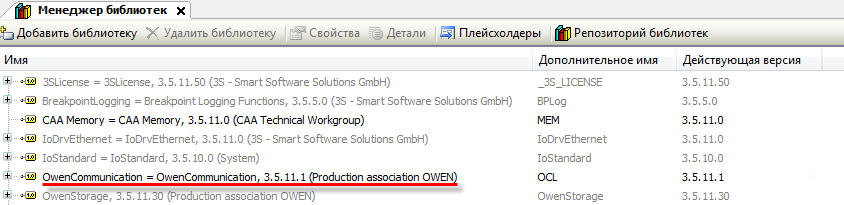 Менеджер библиотек
Добавить библиотеку Удалить библиотеку Свойства Детали Плейсхолдеры Репозиторий библиотек
Имя Дополнительное имя Действующая версия
3SLicense = 3SLicense, 3.5.11.50 (3S - Smart Software Solutions GmbH) _3S_LICENSE 3.5.11.50
BreakpointLogging = Breakpoint Logging Functions, 3.5.5.0 (3S - Smart Software Solutions GmbH) BPLog 3.5.5.0
CAA Memory = CAA Memory, 3.5.11.0 (CAA Technical Workgroup) MEM 3.5.11.0
IoDrvEthernet = IoDrvEthernet, 3.5.11.0 (3S - Smart Software Solutions GmbH) IoDrvEthernet 3.5.11.0
IoStandard = IoStandard, 3.5.10.0 (System) IoStandard 3.5.10.0
OwenCommunication = OwenCommunication, 3.5.11.1 (Production association OWEN) OCL 3.5.11.1
OwenStorage, 3.5.11.30 (Production association OWEN) OwenStorage 3.5.11.30